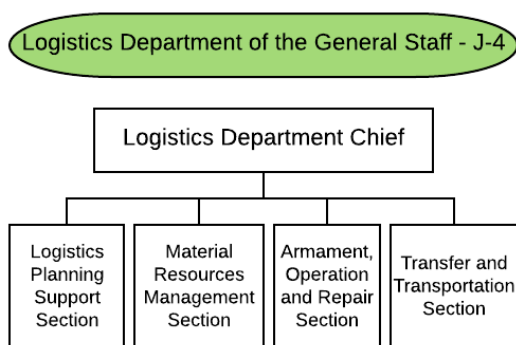 Logistics Department of the General Staff - J-4
Logistics Department Chief
Logistics
Planning
Support
Section
Material
Resources
Management
Section
Armament,
Operation
and Repair
Section
Transfer and
Transportation
Section